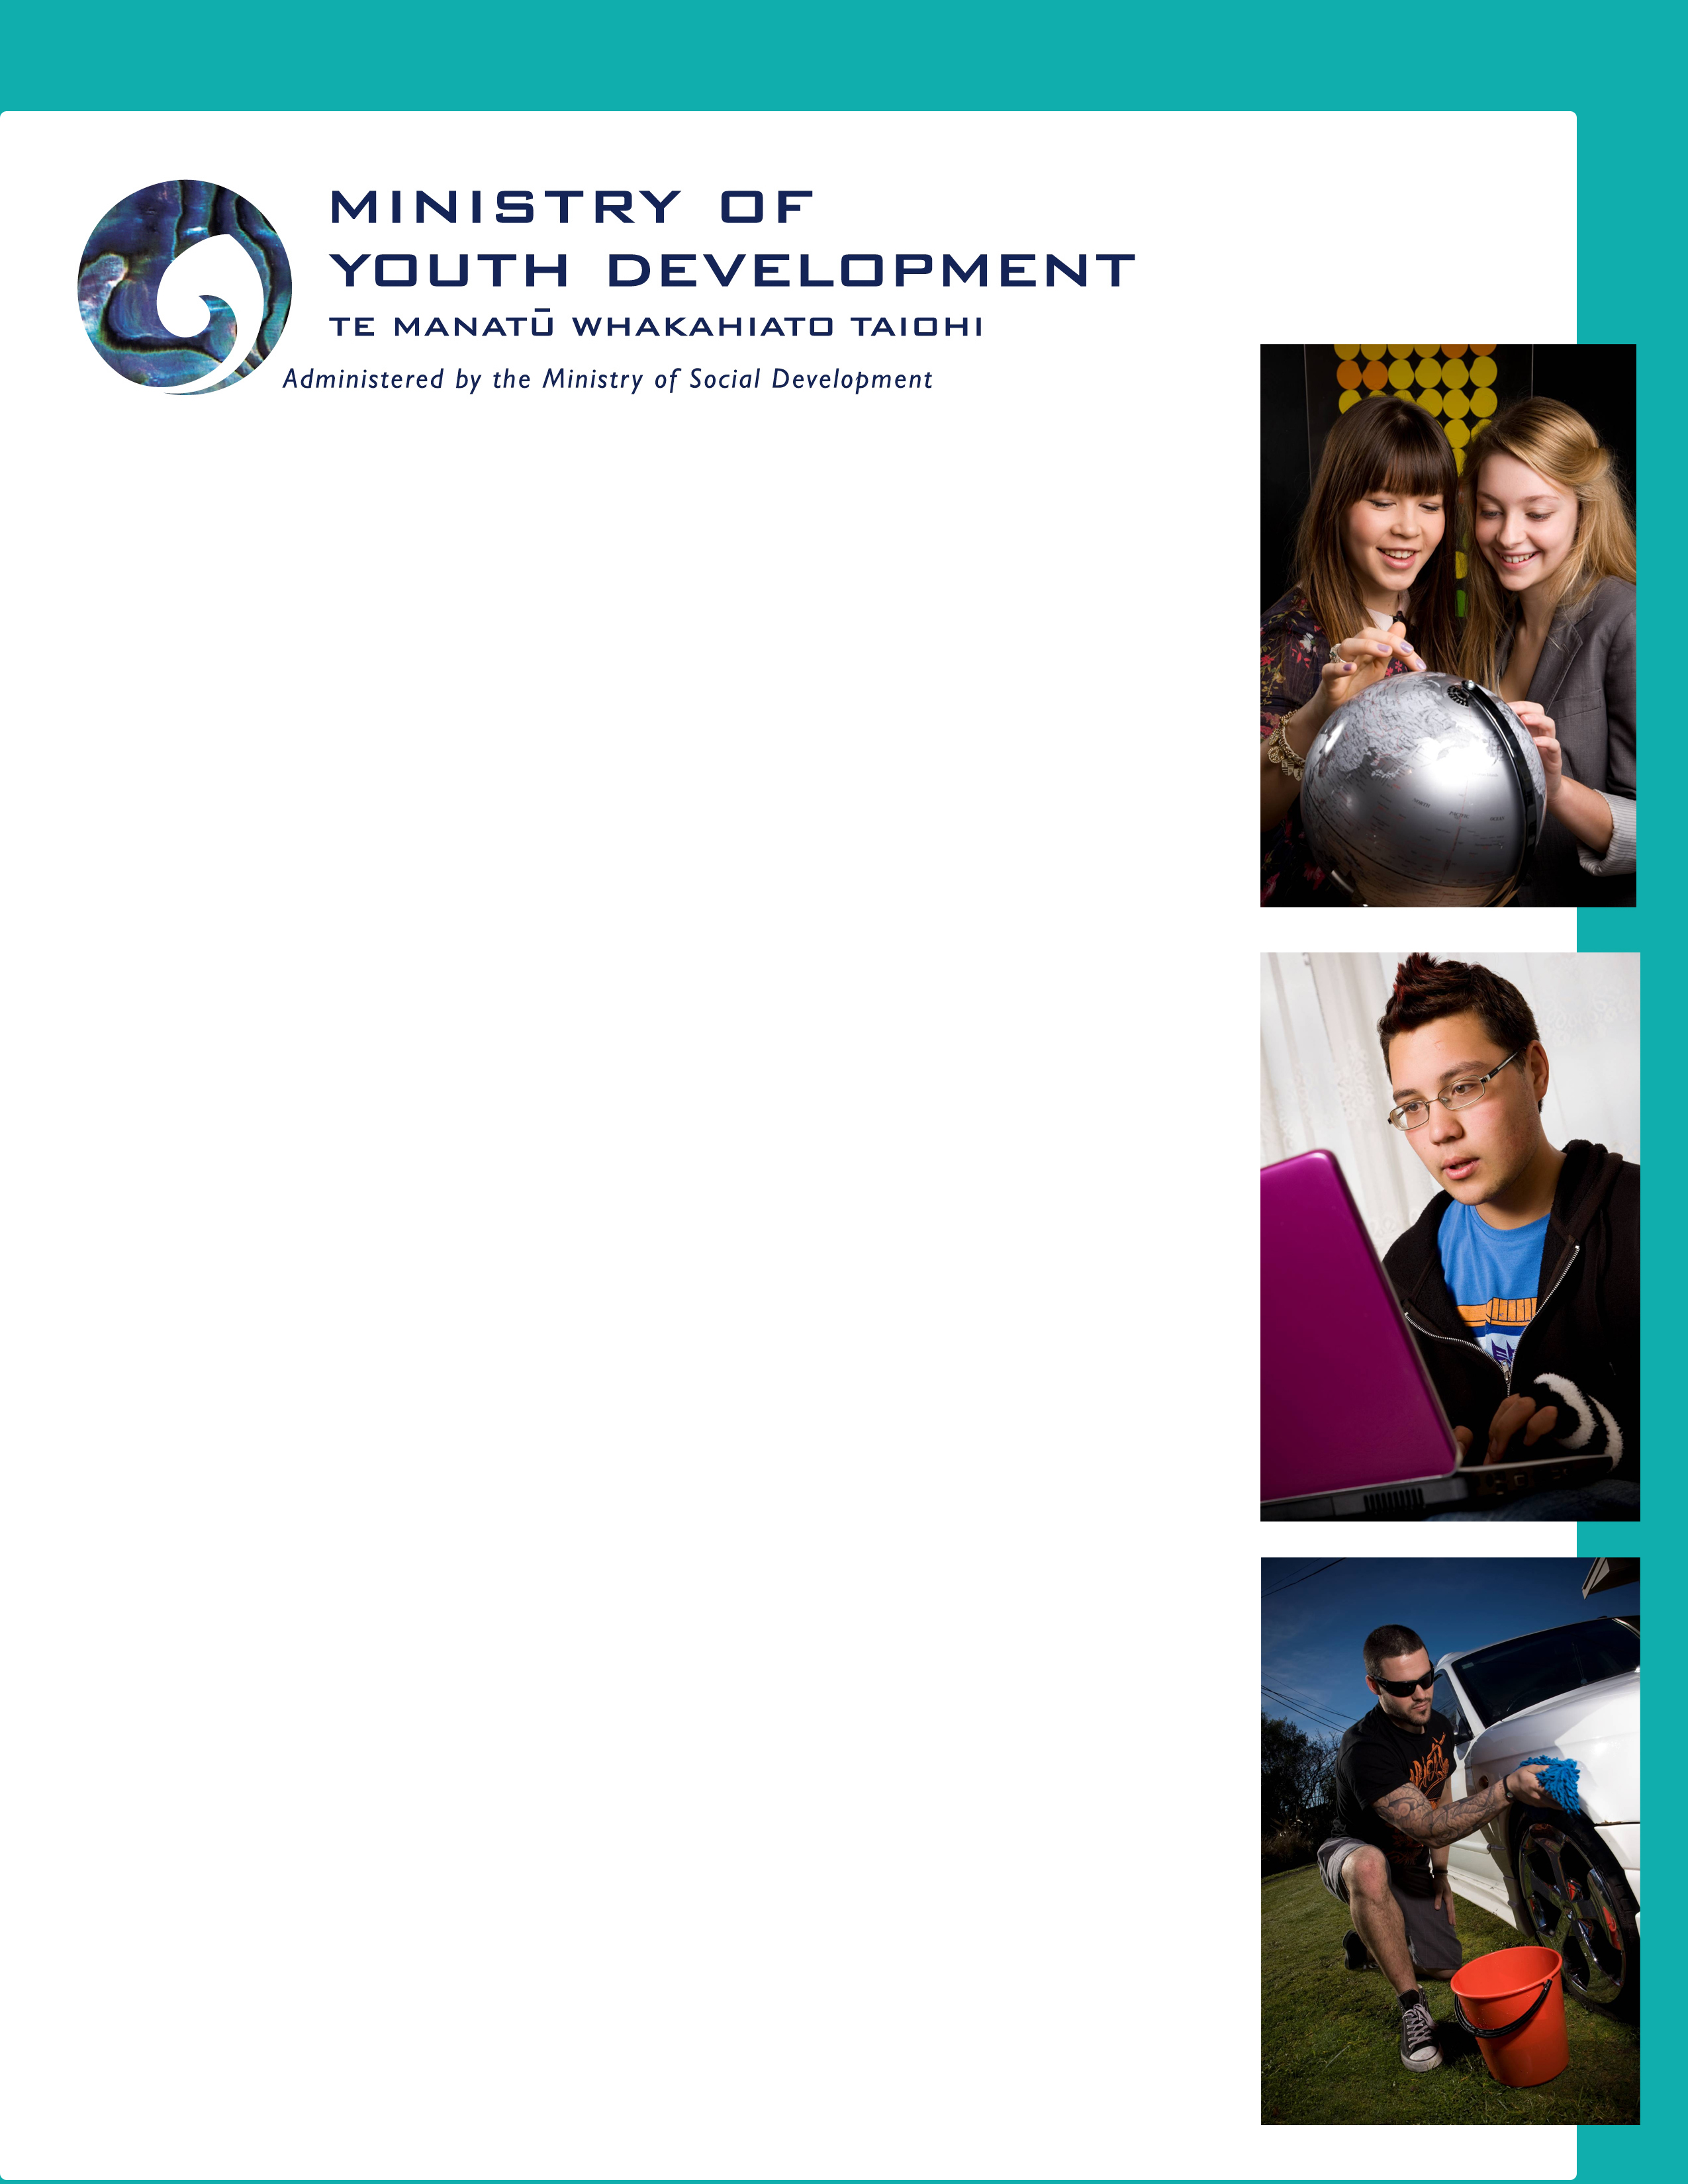 MINISTRY OF
YOUTH DEVELOPMENT
TE MANATŪ WHAKAHIATO TAIOHI
Administered by the Ministry of Social Development